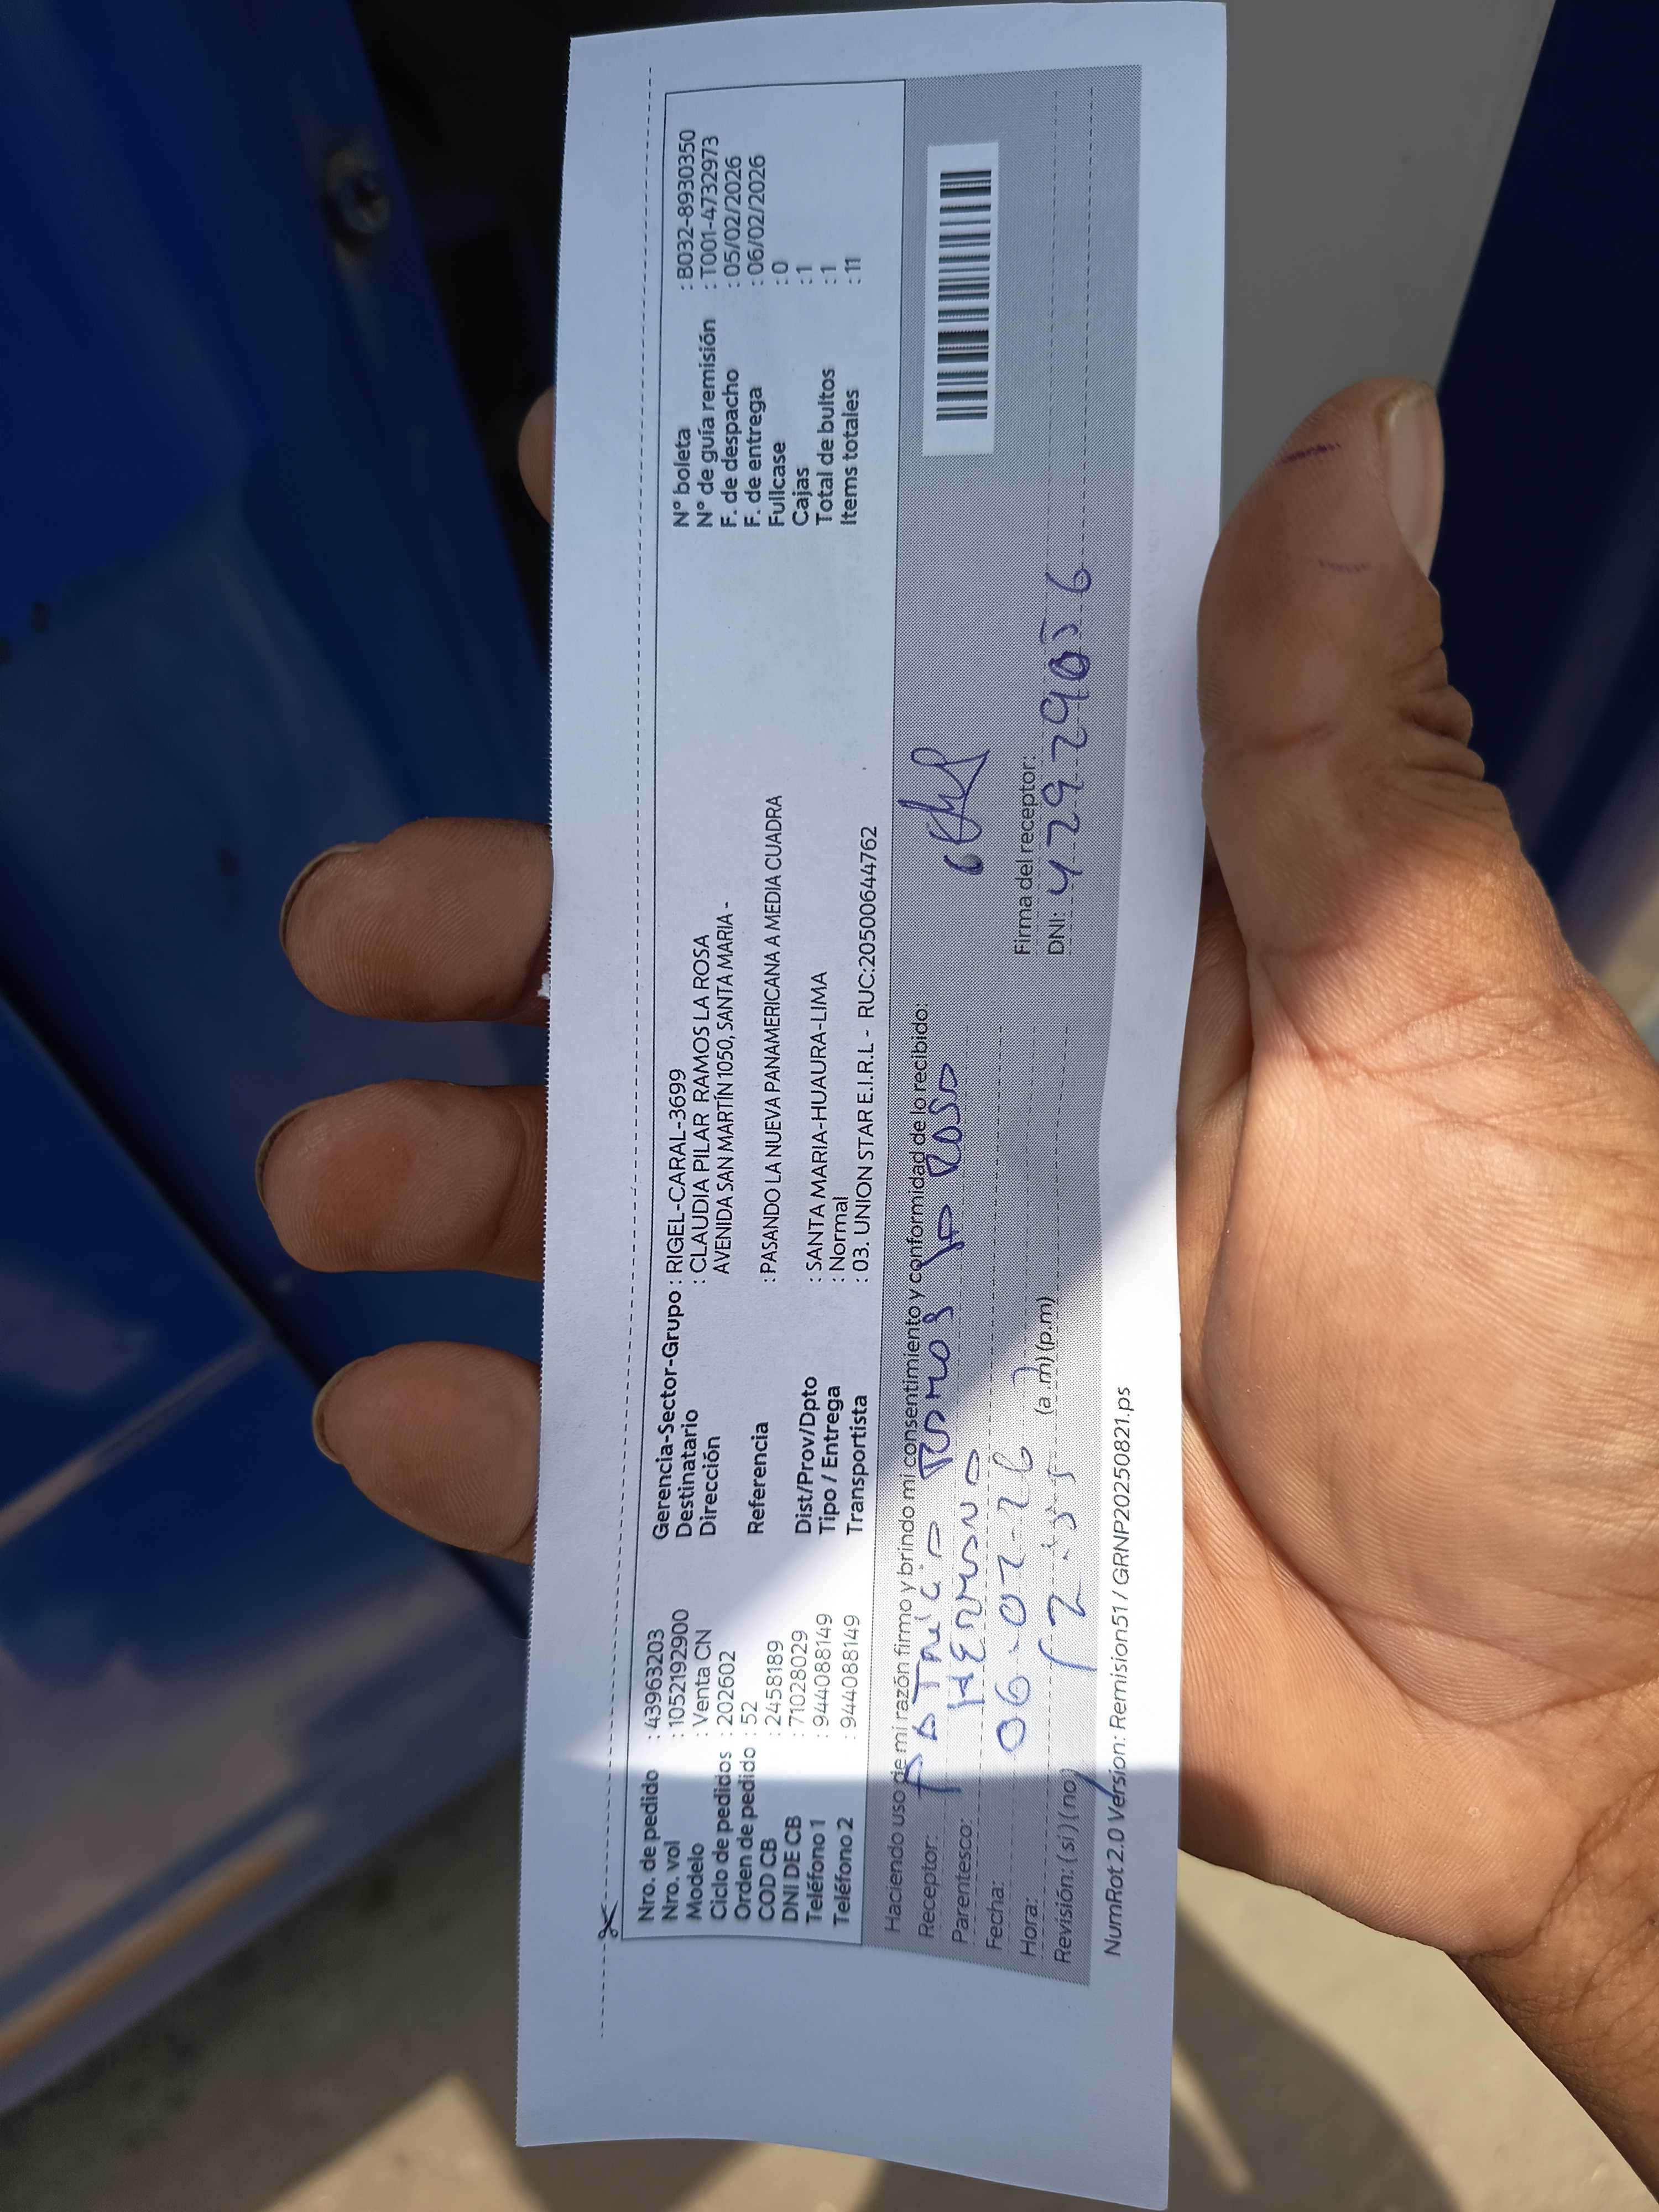 Nro. de pedido : 43963203
Nro. vol : 1052192900
Modelo : Venta CN
Ciclo de pedidos : 202602
Orden de pedido : 52
COD CB : 2458189
DNI DE CB : 71028029
Teléfono 1 : 944088149
Teléfono 2 : 944088149
Gerencia-Sector-Grupo : RIGEL-CARAL-3699
Destinatario : CLAUDIA PILAR RAMOS LA ROSA
Dirección AVENIDA SAN MARTÍN 1050, SANTA MARIA -
Referencia : PASANDO LA NUEVA PANAMERICANA A MEDIA CUADRA
Dist/Prov/Dpto : SANTA MARIA-HUAURA-LIMA
Tipo / Entrega : Normal
Transportista : 03. UNION STAR E.I.R.L - RUC:20500644762
N° boleta : B032-8930350
N° de guía remisión : T001-4732973
F. de despacho : 05/02/2026
F. de entrega : 06/02/2026
Fullcase : 0
Cajas : 1
Total de bultos : 1
Items totales : 11
Haciendo uso de mi razón firmo y brindo mi consentimiento y conformidad de lo recibido:
Receptor: PATRICIA RAMOS LA ROSA
Parentesco: HERMANA
Fecha: 06-02-26
Hora: 12:55 (a.m) (p.m)
Revisión: (si) (no)
Firma del receptor:
DNI: 47292956
NumRot 2.0 Version: Remision51 / GRNP20250821.ps